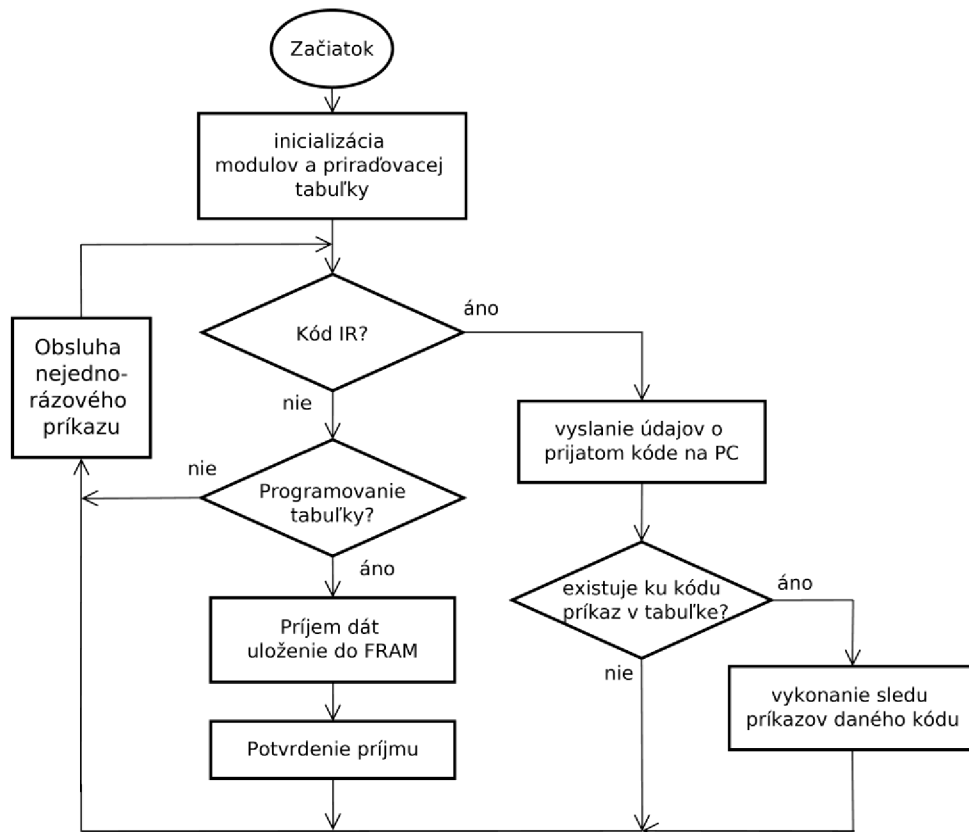 Začiatok
inicializácia
modulov a priraďovacej
tabuľky
Kód IR?
áno
nie
Obsluha
nejedno-
rázového
príkazu
vyslanie údajov o
prijatom kóde na PC
nie
Programovanie
tabuľky?
áno
existuje ku kódu
príkaz v tabuľke?
áno
nie
Príjem dát
uloženie do FRAM
vykonanie sledu
príkazov daného kódu
Potvrdenie príjmu